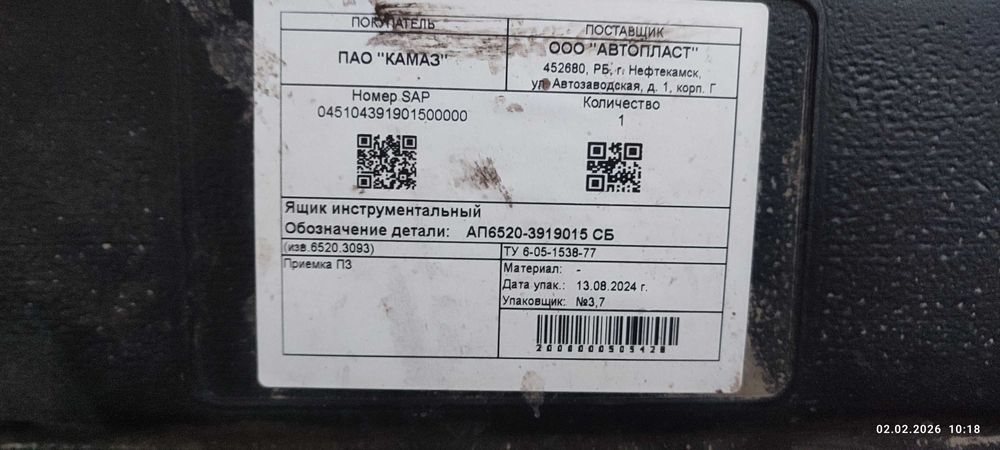 ПОКУПАТЕЛЬ
ПОСТАВЩИК
ПАО "КАМАЗ"
ООО "АВТОПЛАСТ"
452680, РБ, г. Нефтекамск,
ул. Автозаводская, д. 1, корп. Г
Номер SAP
045104391901500000
Количество
1
Ящик инструментальный
Обозначение детали: АП6520-3919015 СБ
(изв.6520.3093)
ТУ 6-05-1538-77
Приемка ПЗ
Материал: -
Дата упак.: 13.08.2024 г.
Упаковщик: №3,7
2000000509428
02.02.2026 10:18